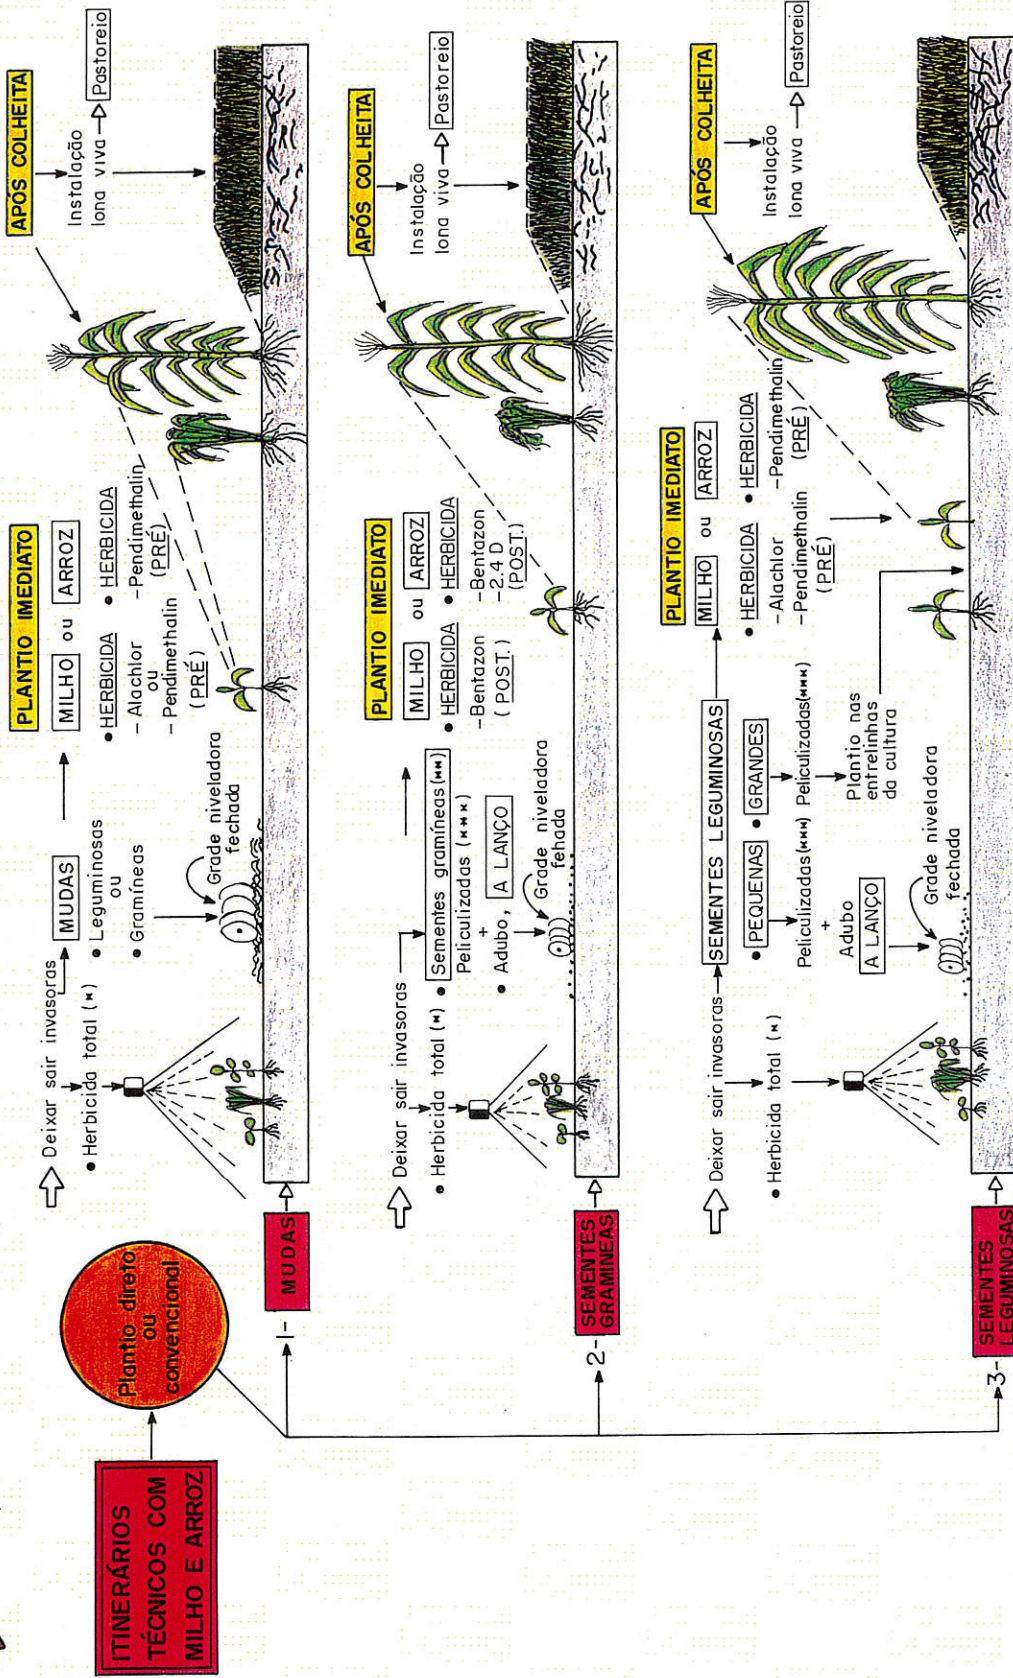 ITINERÁRIOS
TÉCNICOS COM
MILHO E ARROZ
Plantio direto
ou
convencional
1-
MUDAS
Deixar sair invasoras
• Herbicida total (*)
MUDAS
• Leguminosas
ou
• Gramíneas
Grade niveladora
fechada
PLANTIO IMEDIATO
MILHO ou ARROZ
• HERBICIDA
- Alachlor
ou
- Pendimethalin
(PRÉ)
• HERBICIDA
-Pendimethalin
(PRÉ)
APÓS COLHEITA
Instalação
lona viva
Pastoreio
2-
SEMENTES
GRAMINEAS
Deixar sair invasoras
• Herbicida total (*)
• Sementes gramíneas (**)
Peliculizadas (***)
+
• Adubo, A LANÇO
Grade niveladora
fehada
PLANTIO IMEDIATO
MILHO ou ARROZ
• HERBICIDA
-Bentazon
(POST.)
• HERBICIDA
-Bentazon
-2.4 D
(POST.)
APÓS COLHEITA
Instalação
lona viva
Pastoreio
3-
SEMENTES
LEGUMINOSAS
Deixar sair invasoras
• Herbicida total (*)
SEMENTES LEGUMINOSAS
• PEQUENAS
Peliculizadas (***)
+
Adubo
A LANÇO
Grade niveladora
fechada
• GRANDES
Peliculizadas (***)
Plantio nas
entrelinhas
da cultura
PLANTIO IMEDIATO
MILHO ou ARROZ
• HERBICIDA
- Alachlor
- Pendimethalin
(PRÉ)
• HERBICIDA
-Pendimethalin
(PRÉ)
APÓS COLHEITA
Instalação
lona viva
Pastoreio